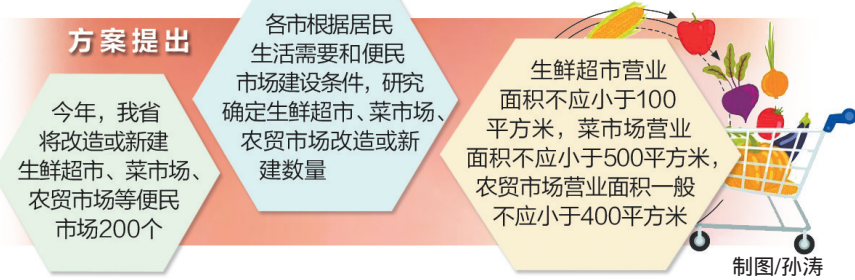 方案提出
今年，我省
将改造或新建
生鲜超市、菜市场、
农贸市场等便民
市场200个
各市根据居民
生活需要和便民
市场建设条件，研究
确定生鲜超市、菜市场、
农贸市场改造或新
建数量
生鲜超市营业
面积不应小于100
平方米，菜市场营业
面积不应小于500平方米，
农贸市场营业面积一般
不应小于400平方米
制图/孙涛